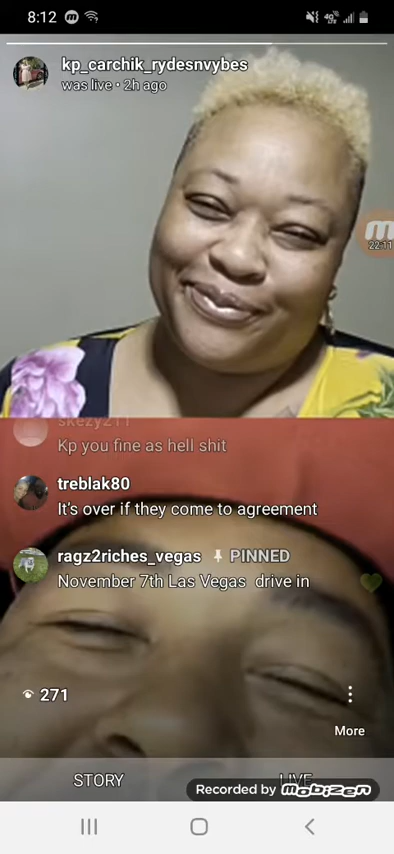 8:12
4G
kp_carchik_rydesnvybes
was live • 2h ago
22:11
skezy211
Kp you fine as hell shit
treblak80
It's over if they come to agreement
ragz2riches_vegas PINNED
November 7th Las Vegas drive in
271
More
STORY
LIVE
Recorded by mobizen